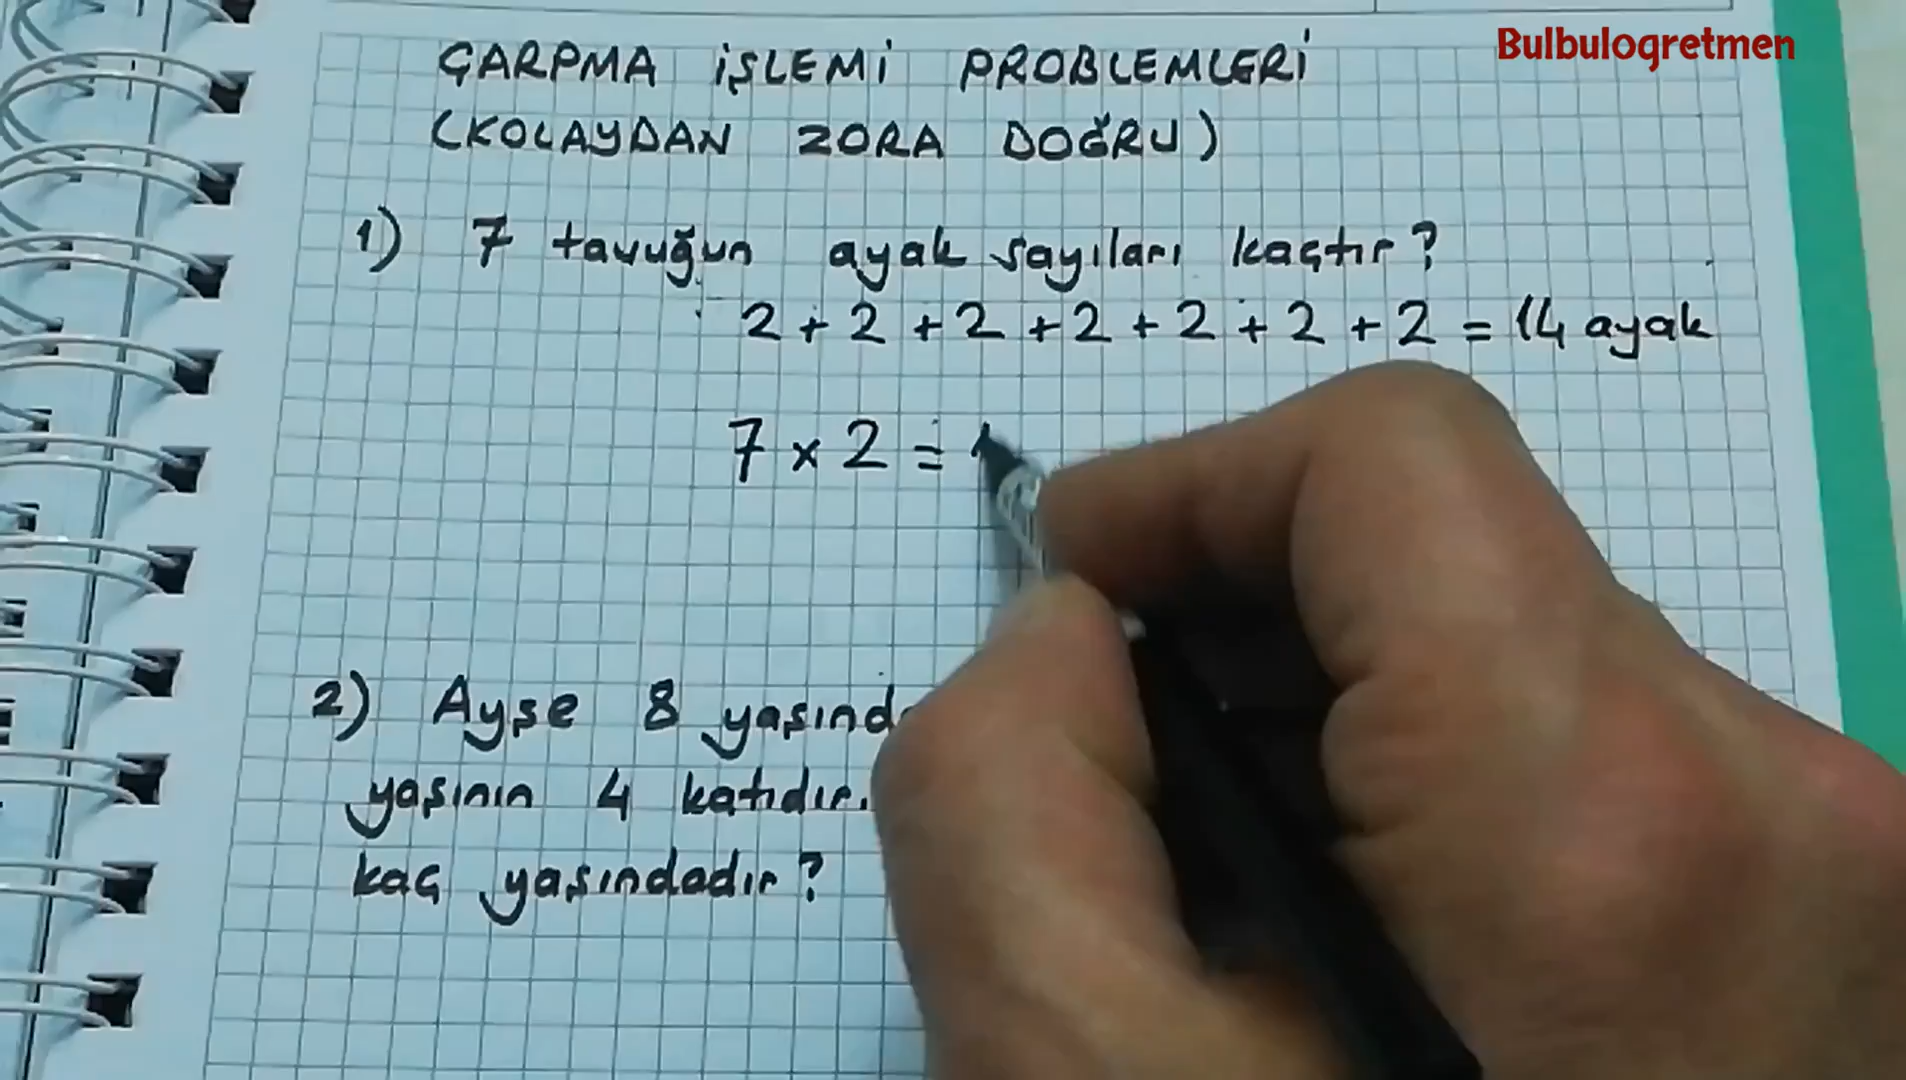 Bulbulogretmen
ÇARPMA İŞLEMİ PROBLEMLERİ
(KOLAYDAN ZORA DOĞRU)
1) 7 tavuğun ayak sayıları kaçtır?
2 + 2 + 2 + 2 + 2 + 2 + 2 = 14 ayak
7 x 2 =
2) Ayşe 8
yaşının 4 katıdır.
kaç yaşındadır?